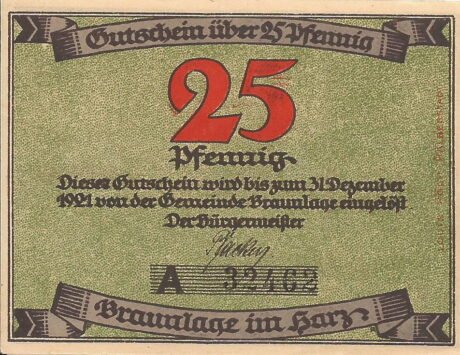 Gutschein über 25 Pfennig
25
Pfennig
Dieser Gutschein wird bis zum 31. Dezember
1921 von der Gemeinde Braunlage eingelöst
Der Bürgermeister
A 32462
Braunlage im Harz